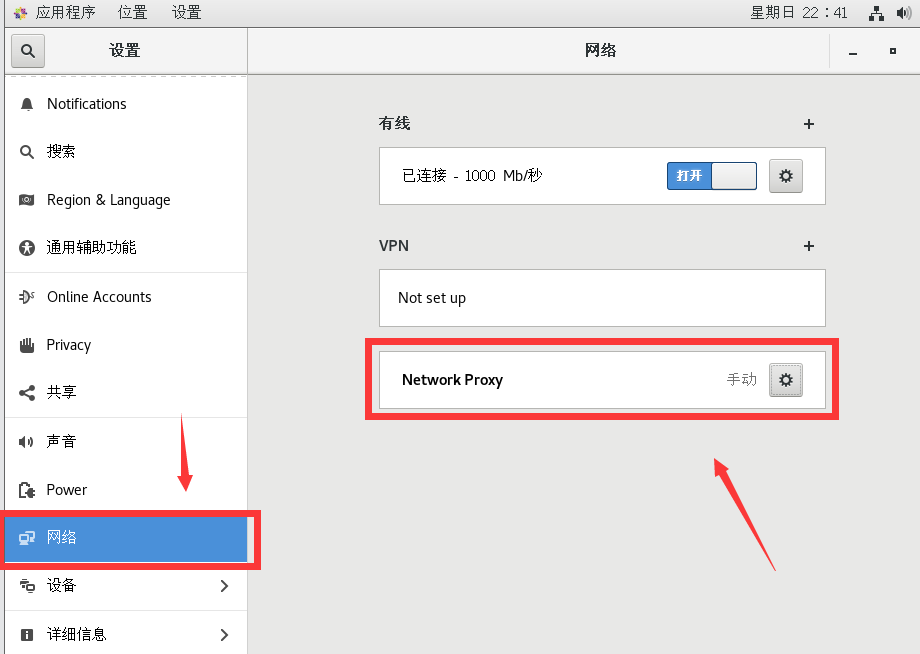 应用程序 位置 设置 星期日 22:41
设置 网络
Notifications
搜索
Region & Language
通用辅助功能
Online Accounts
Privacy
共享
声音
Power
网络
设备
详细信息
有线
已连接 - 1000 Mb/秒 打开
VPN
Not set up
Network Proxy 手动